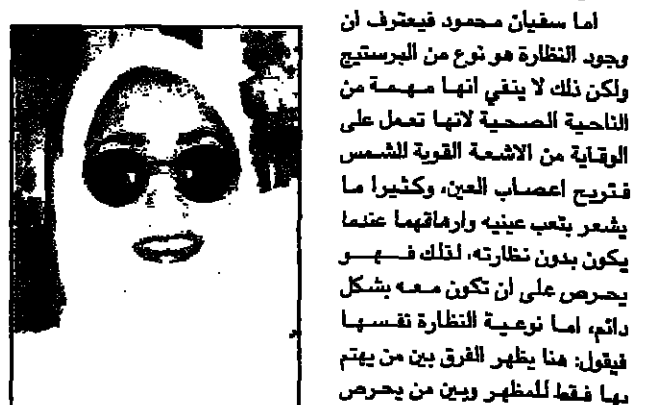 اما سفيان محمود فيعترف ان
وجود النظارة هو نوع من البرستيج
ولكن ذلك لا ينفي انها مهمة من
الناحية الصحية لانها تعمل على
الوقاية من الاشعة القوية للشمس
فتريح اعصاب العين، وكثيرا ما
يشعر بتعب عينيه وارهاقهما عندما
يكون بدون نظارته، لذلك فهو
يحرص على ان تكون معه بشكل
دائم، اما نوعية النظارة نفسها
فيقول: هنا يظهر الفرق بين من يهتم
بها فقط للمظهر وبين من يحرص